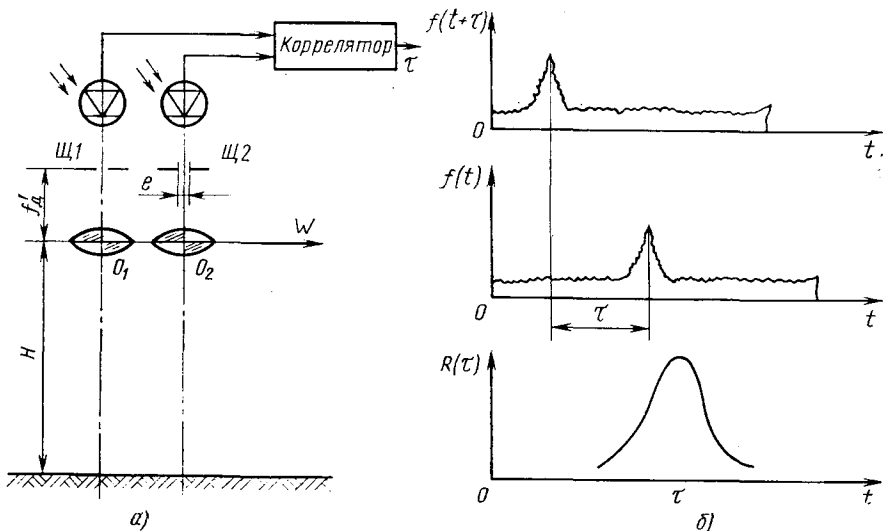 Коррелятор
τ
Щ1
Щ2
e
f'д
W
O₁
O₂
H
а)
f(t+τ)
0
t.
f(t)
0
τ
t
R(τ)
0
τ
t
б)